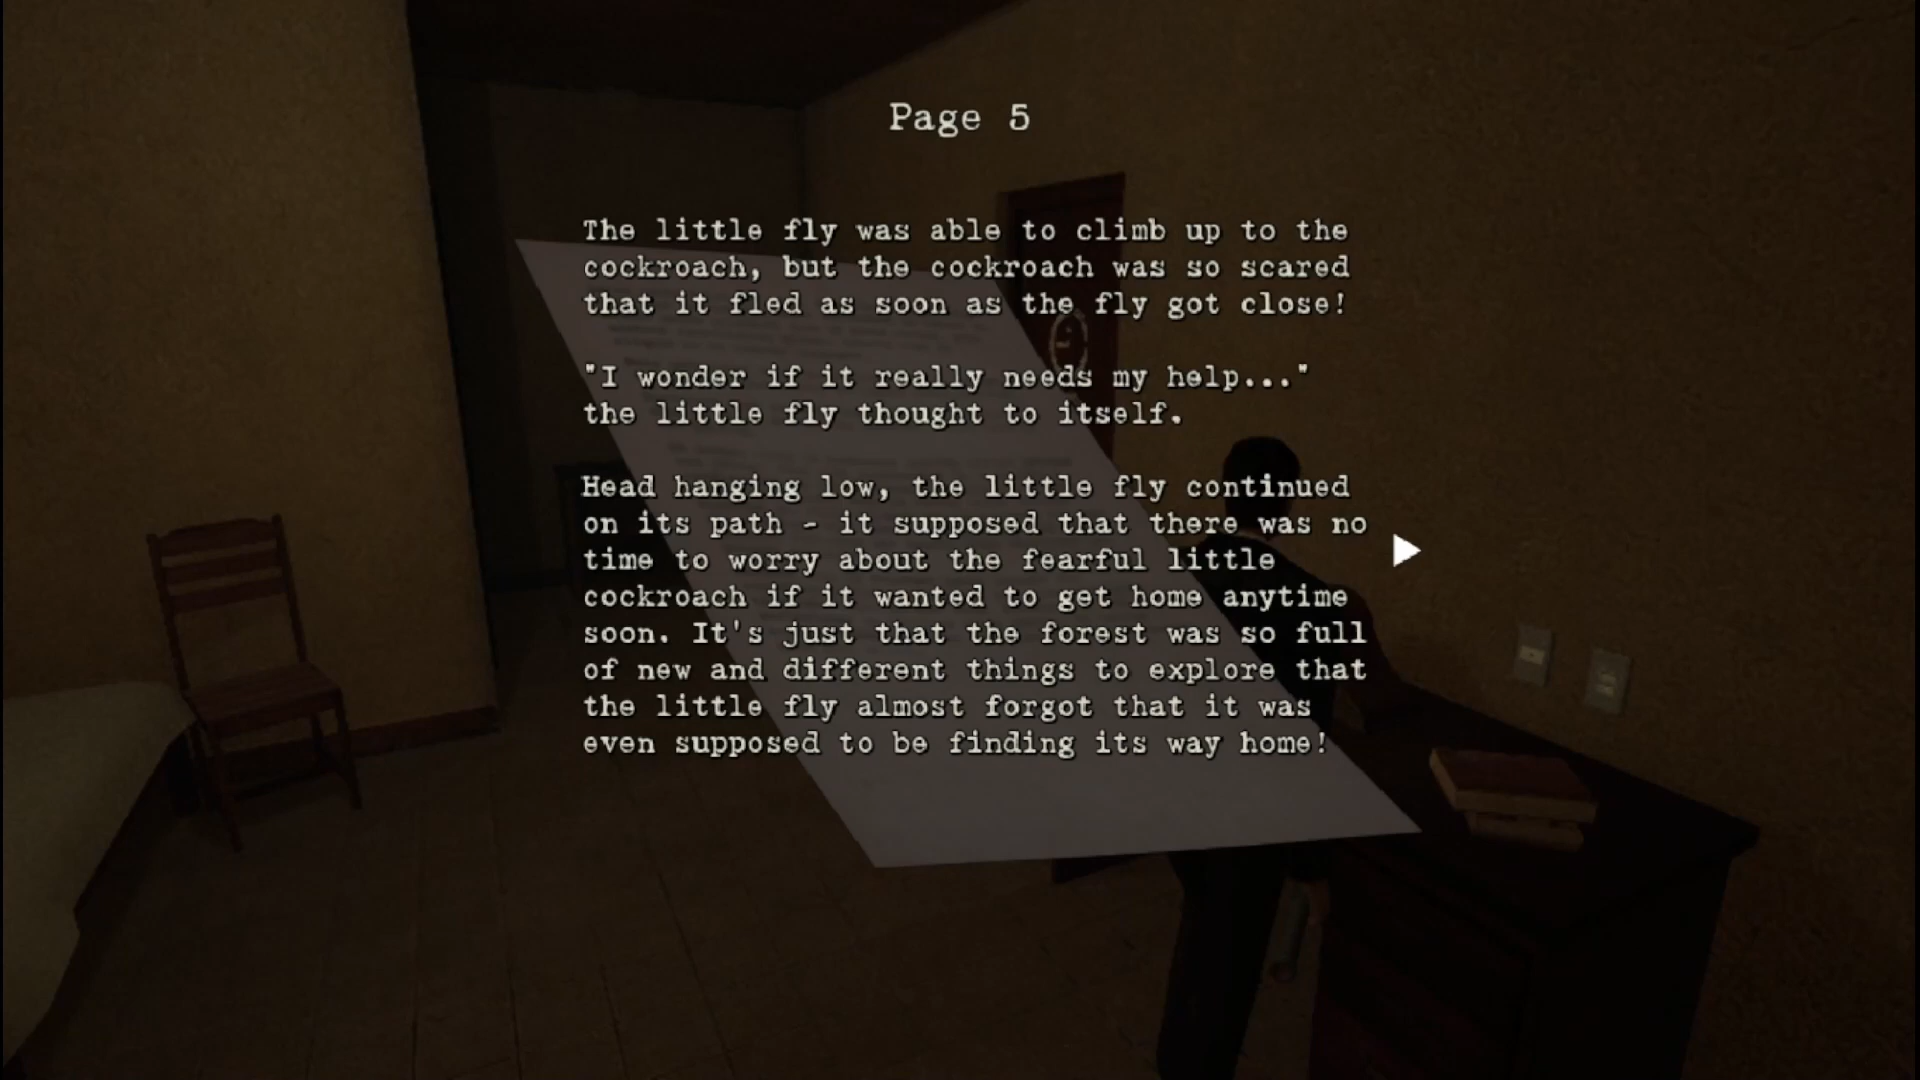 Page 5
The little fly was able to climb up to the
cockroach, but the cockroach was so scared
that it fled as soon as the fly got close!
"I wonder if it really needs my help..."
the little fly thought to itself.
Head hanging low, the little fly continued
on its path - it supposed that there was no
time to worry about the fearful little
cockroach if it wanted to get home anytime
soon. It's just that the forest was so full
of new and different things to explore that
the little fly almost forgot that it was
even supposed to be finding its way home!